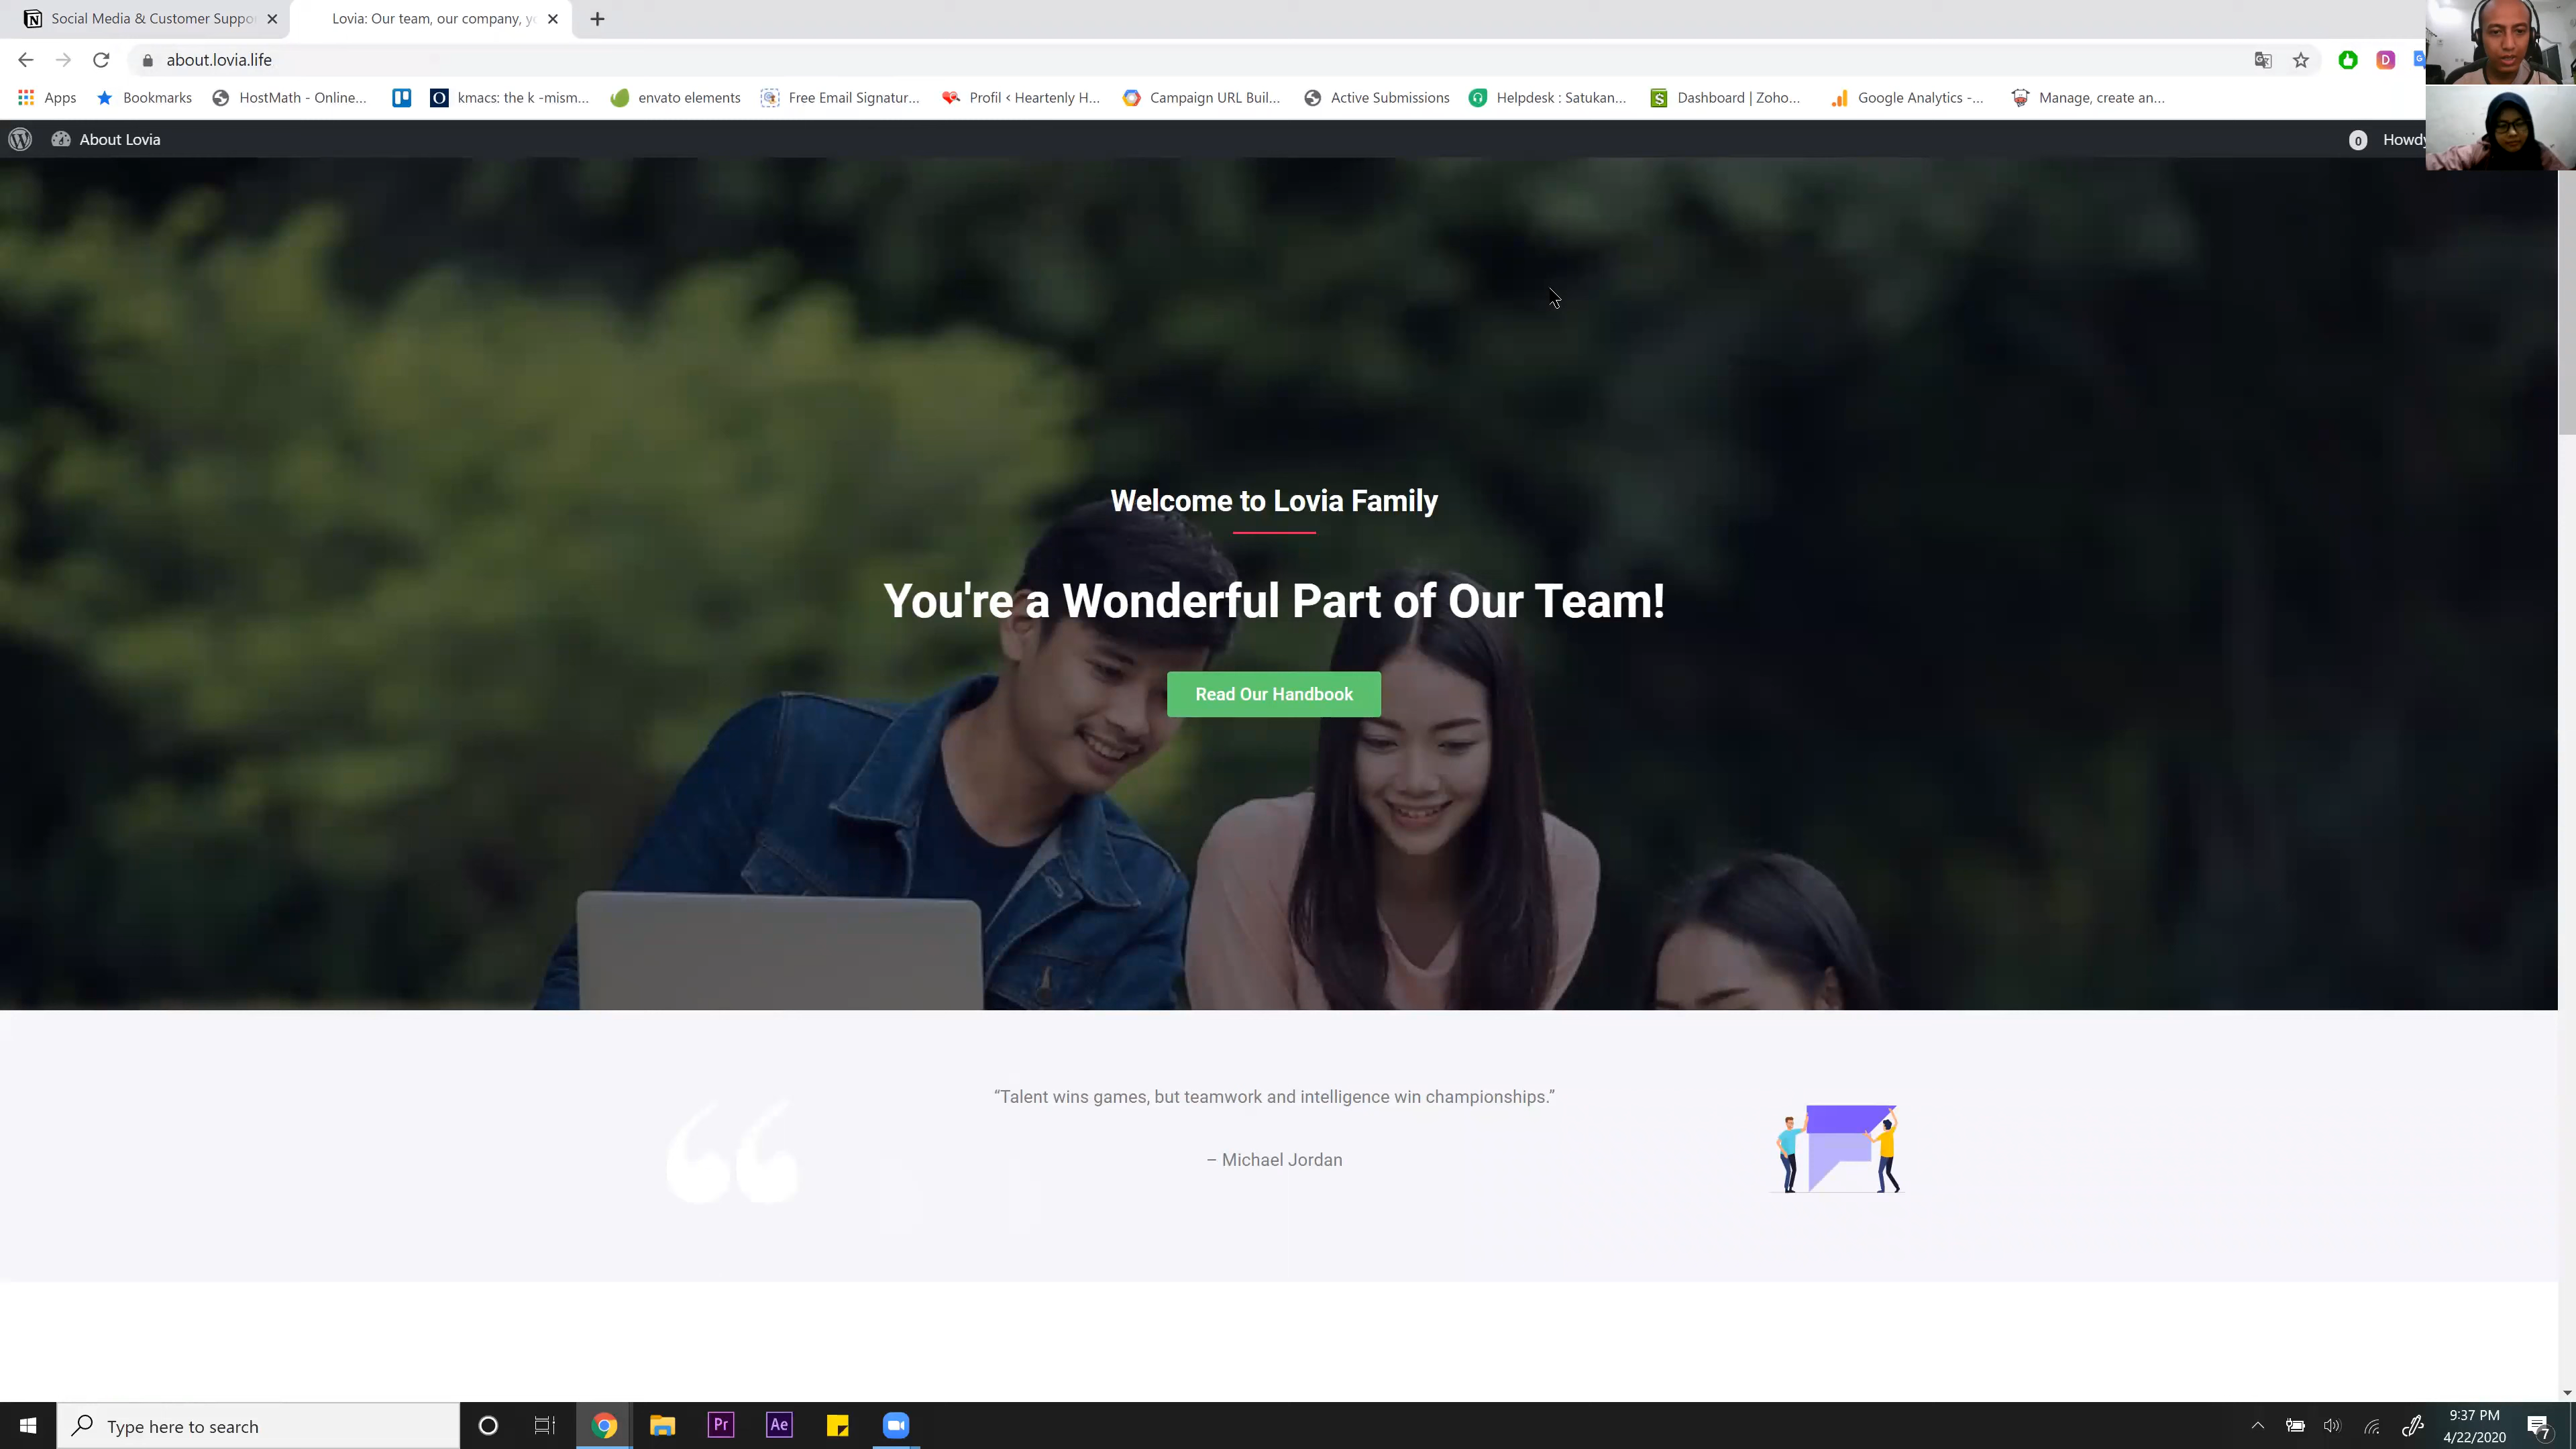 Social Media & Customer Suppo
Lovia: Our team, our company, y
about.lovia.life
Apps
Bookmarks
HostMath - Online...
kmacs: the k -mism...
envato elements
Free Email Signatur...
Profil ‹ Heartenly H...
Campaign URL Buil...
Active Submissions
Helpdesk : Satukan...
Dashboard | Zoho...
Google Analytics -...
Manage, create an...
About Lovia
0
Howdy
Welcome to Lovia Family
You're a Wonderful Part of Our Team!
Read Our Handbook
“Talent wins games, but teamwork and intelligence win championships.”
– Michael Jordan
Type here to search
Pr
Ae
9:37 PM
4/22/2020
7